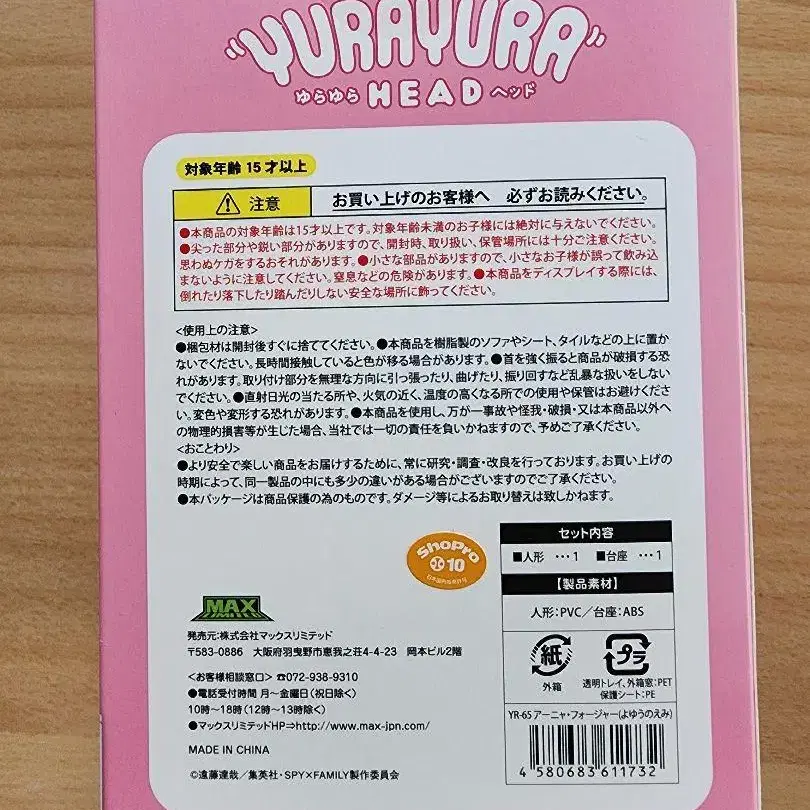 "YURAYURA"
ゆらゆら HEAD ヘッド
対象年齢 15 才以上
注意 お買い上げのお客様へ 必ずお読みください。
●本商品の対象年齢は15才以上です。対象年齢未満のお子様には絶対に与えないでください。
●尖った部分や鋭い部分がありますので、開封時、取り扱い、保管場所には十分ご注意ください。
思わぬケガをするおそれがあります。●小さな部品がありますので、小さなお子様が誤って飲み込
まないように注意してください。窒息などの危険があります。●本商品をディスプレイする際には、
倒れたり落下したり踏んだりしない安全な場所に飾ってください。
<使用上の注意>
●梱包材は開封後すぐに捨ててください。●本商品を樹脂製のソファやシート、タイルなどの上に置か
ないでください。長時間接触していると色が移る場合があります。●首を強く振ると商品が破損する恐
れがあります。取り付け部分を無理な方向に引っ張ったり、曲げたり、振り回すなど乱暴な扱いをしない
でください。●直射日光の当たる所や、火気の近く、温度の高くなる所での使用や保管はお避けくださ
い。変色や変形する恐れがあります。●本商品を使用し、万が一事故や怪我・破損・又は本商品以外へ
の物理的損害等が生じた場合、当社では一切の責任を負いかねますので、予めご了承ください。
<おことわり>
●より安全で楽しい商品をお届けするために、常に研究・調査・改良を行っております。お買い上げの
時期によって、同一製品の中にも多少の違いがある場合がございますのでご了承ください。
●本パッケージは商品保護の為のものです。ダメージ等によるお取り替えは致しかねます。
ShoPro
10
日本国内販売許可
MAX
LIMITED
発売元:株式会社マックスリミテッド
〒583-0886 大阪府羽曳野市恵我之荘4-4-23 岡本ビル2階
<お客様相談窓口> ☎072-938-9310
●電話受付時間 月〜金曜日(祝日除く)
10時〜18時(12時〜13時除く)
●マックスリミテッドHP⇒http://www.max-jpn.com/
MADE IN CHINA
©遠藤達哉／集英社・SPY×FAMILY製作委員会
セット内容
■人形 …1 ■台座 …1
【製品素材】
人形:PVC／台座:ABS
紙 プラ
外箱 透明トレイ、外箱窓:PET
保護シート:PE
YR-65 アーニャ・フォージャー(よゆうのえみ)
4 580683 611732